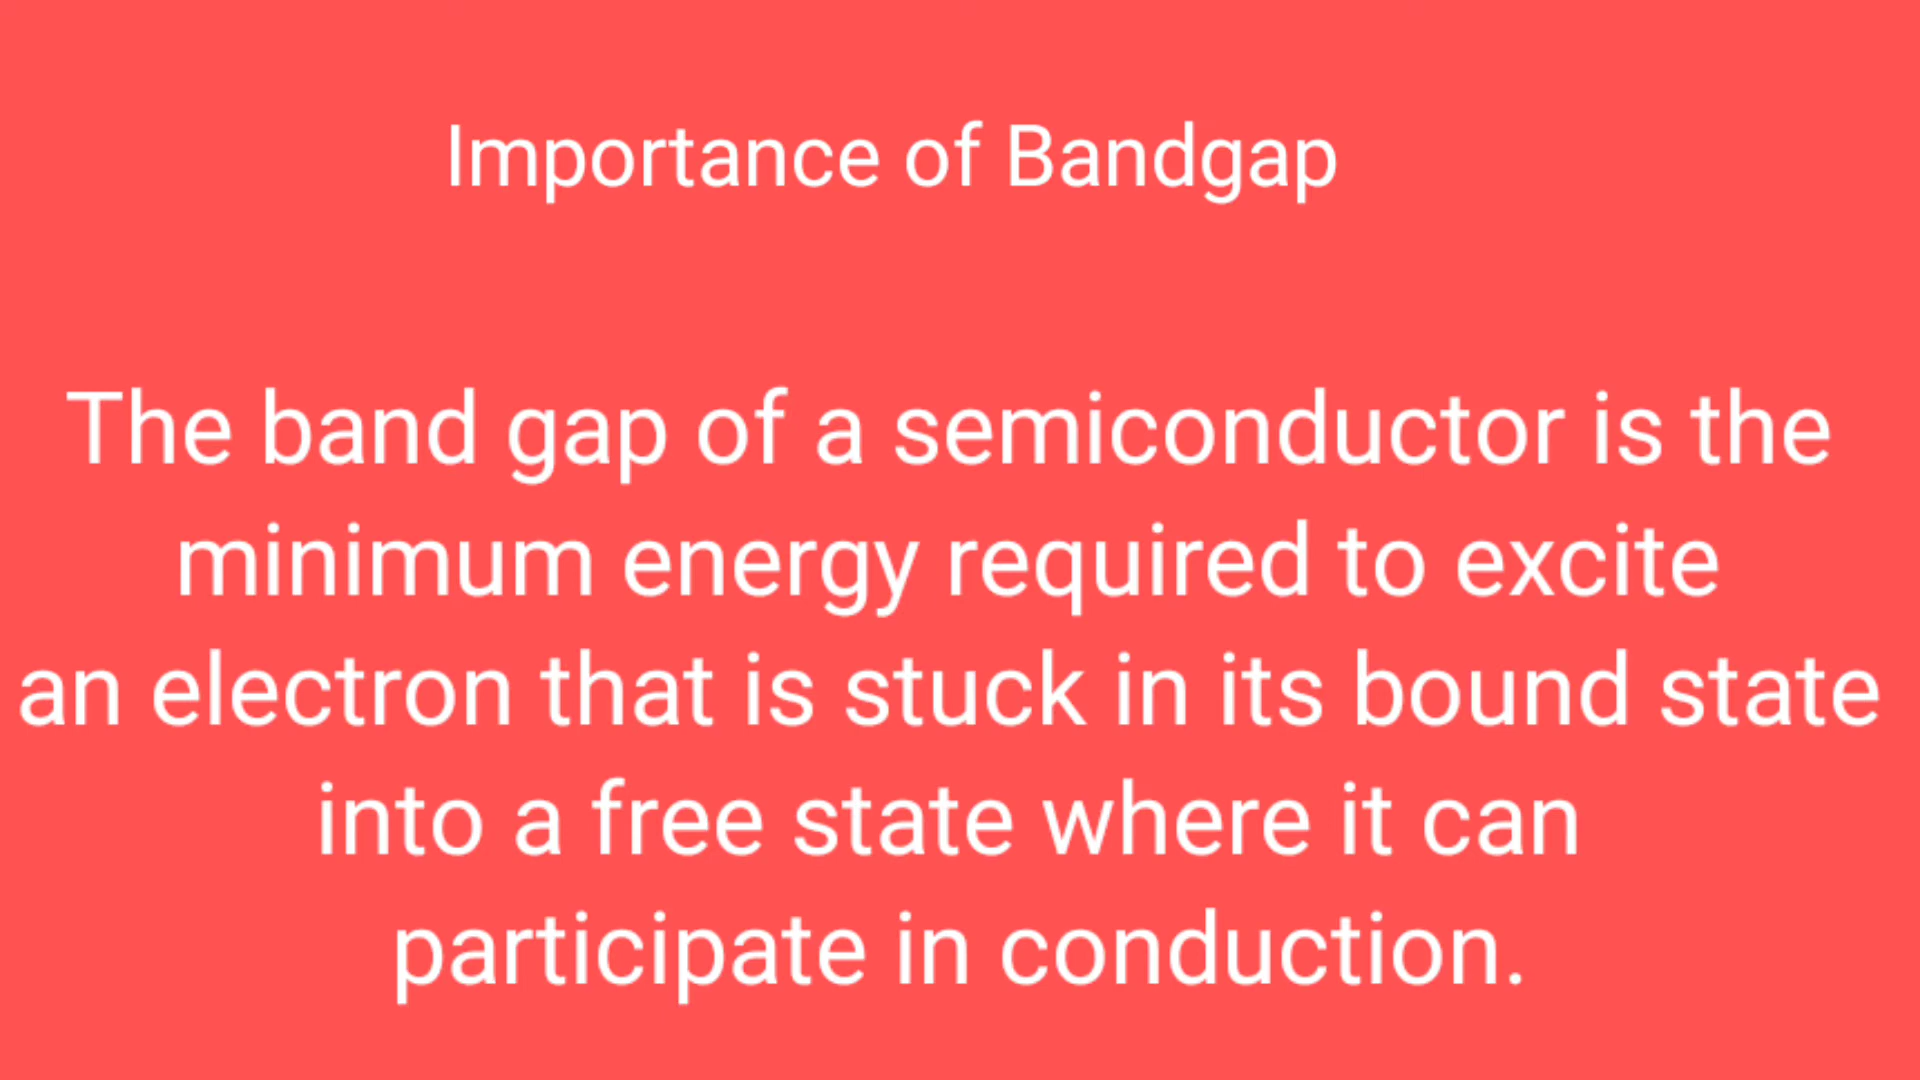 Importance of Bandgap
The band gap of a semiconductor is the
minimum energy required to excite
an electron that is stuck in its bound state
into a free state where it can
participate in conduction.